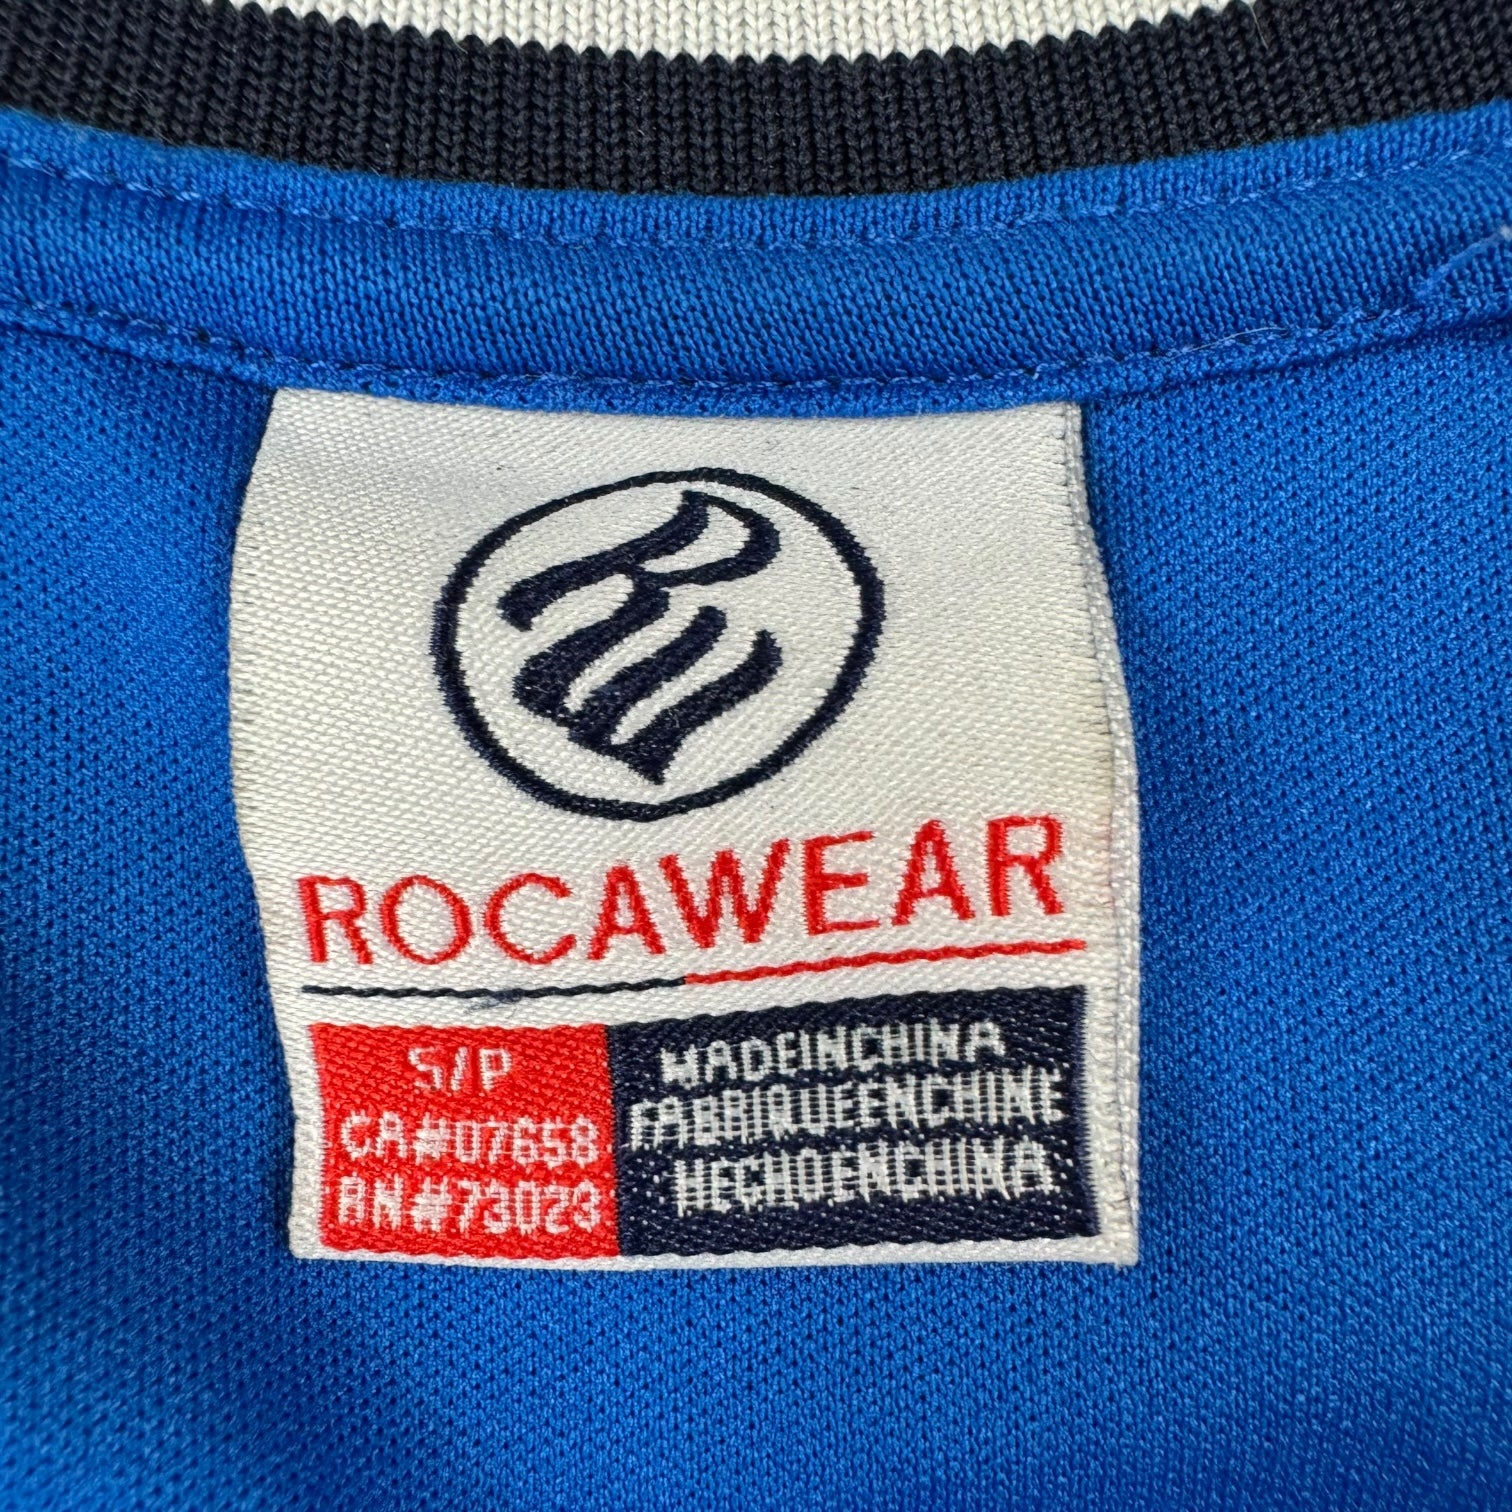 R
ROCAWEAR
S/P
CA#07658
RN#73023
MADEINCHINA
FABRIQUEENCHINE
HECHOENCHINA